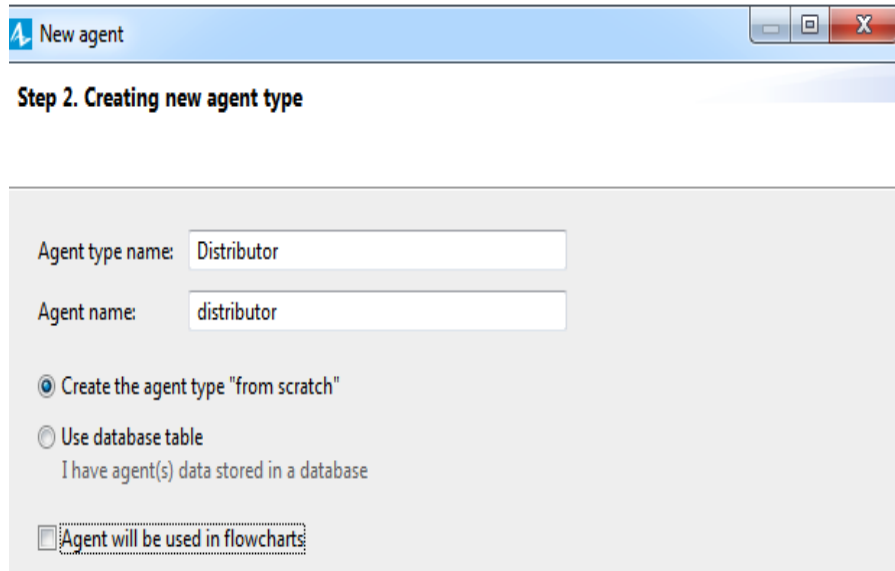 New agent
Step 2. Creating new agent type
Agent type name: Distributor
Agent name: distributor
Create the agent type "from scratch"
Use database table
I have agent(s) data stored in a database
Agent will be used in flowcharts